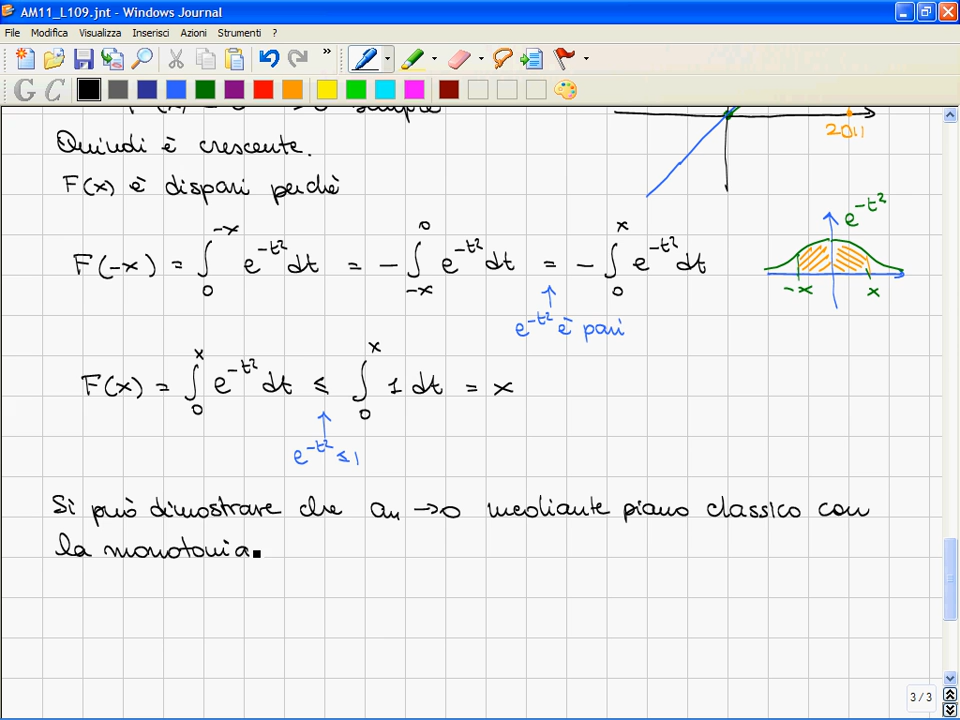 AM11_L109.jnt - Windows Journal
File Modifica Visualizza Inserisci Azioni Strumenti ?
Quindi è crescente.
F(x) è dispari perchè
F(-x) = ∫₀^{-x} e^{-t²} dt = - ∫_{-x}^0 e^{-t²} dt = - ∫₀^x e^{-t²} dt
e^{-t²} è pari
2011
e^{-t²}
-x x
F(x) = ∫₀^x e^{-t²} dt ≤ ∫₀^x 1 dt = x
e^{-t²} ≤ 1
Si può dimostrare che an → 0 mediante piano classico con
la monotonia.
3 / 3